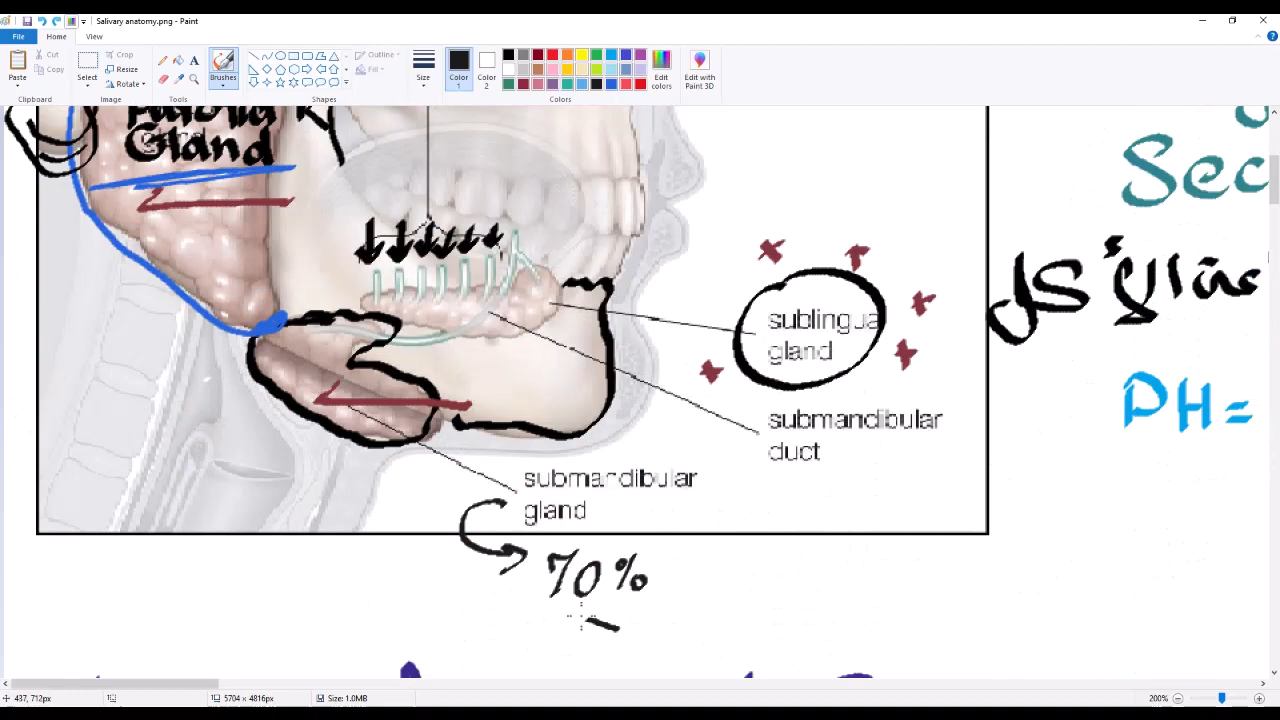 Salivary anatomy.png - Paint
File
Home
View
Paste
Cut
Copy
Clipboard
Select
Crop
Resize
Rotate
Image
A
Tools
Brushes
Shapes
Outline
Fill
Size
Color 1
Color 2
Edit colors
Colors
Edit with Paint 3D
Parotid
Gland
Sec
PH=
sublingual
gland
submandibular
duct
submandibular
gland
70%
437, 712px
5704 × 4816px
Size: 1.0MB
200%